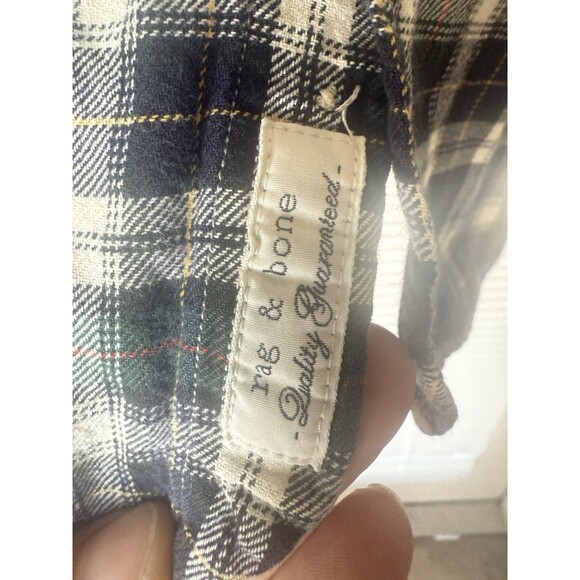 rag & bone
-Quality Guaranteed-